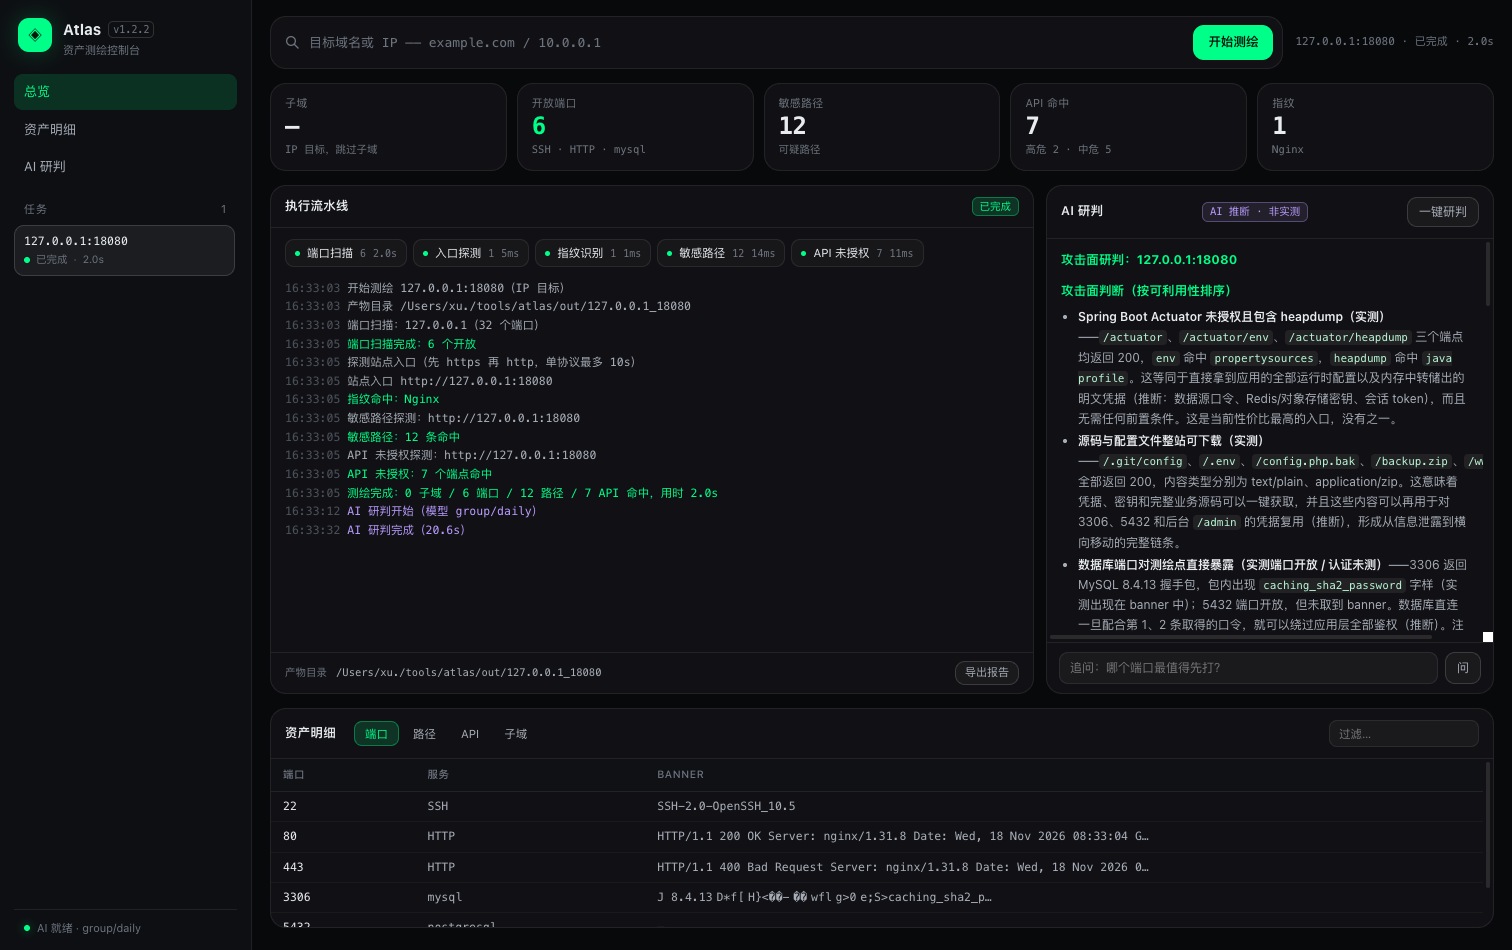 Atlas v1.2.2
资产测绘控制台
总览
资产明细
AI 研判
任务 1
127.0.0.1:18080
已完成 · 2.0s
AI 就绪 · group/daily
目标域名或 IP —— example.com / 10.0.0.1
开始测绘
127.0.0.1:18080 · 已完成 · 2.0s
子域
—
IP 目标，跳过子域
开放端口
6
SSH · HTTP · mysql
敏感路径
12
可疑路径
API 命中
7
高危 2 · 中危 5
指纹
1
Nginx
执行流水线
已完成
端口扫描 6 2.0s
入口探测 1 5ms
指纹识别 1 1ms
敏感路径 12 14ms
API 未授权 7 11ms
16:33:03 开始测绘 127.0.0.1:18080（IP 目标）
16:33:03 产物目录 /Users/xu./tools/atlas/out/127.0.0.1_18080
16:33:03 端口扫描：127.0.0.1（32 个端口）
16:33:05 端口扫描完成：6 个开放
16:33:05 探测站点入口（先 https 再 http，单协议最多 10s）
16:33:05 站点入口 http://127.0.0.1:18080
16:33:05 指纹命中：Nginx
16:33:05 敏感路径探测：http://127.0.0.1:18080
16:33:05 敏感路径：12 条命中
16:33:05 API 未授权探测：http://127.0.0.1:18080
16:33:05 API 未授权：7 个端点命中
16:33:05 测绘完成：0 子域 / 6 端口 / 12 路径 / 7 API 命中，用时 2.0s
16:33:12 AI 研判开始（模型 group/daily）
16:33:32 AI 研判完成（20.6s）
产物目录 /Users/xu./tools/atlas/out/127.0.0.1_18080
导出报告
AI 研判
AI 推断 · 非实测
一键研判
攻击面研判：127.0.0.1:18080
攻击面判断（按可利用性排序）
Spring Boot Actuator 未授权且包含 heapdump（实测）
—— /actuator 、 /actuator/env 、 /actuator/heapdump 三个端点
均返回 200， env 命中 propertysources ， heapdump 命中 java
profile 。这等同于直接拿到应用的全部运行时配置以及内存中转储出的
明文凭据（推断：数据源口令、Redis/对象存储密钥、会话 token），而且
无需任何前置条件。这是当前性价比最高的入口，没有之一。
源码与配置文件整站可下载（实测）
—— /.git/config 、 /.env 、 /config.php.bak 、 /backup.zip 、
全部返回 200，内容类型分别为 text/plain、application/zip。这意味着
凭据、密钥和完整业务源码可以一键获取，并且这些内容可以再用于对
3306、5432 和后台 /admin 的凭据复用（推断），形成从信息泄露到横
向移动的完整链条。
数据库端口对测绘点直接暴露（实测端口开放 / 认证未测）——3306 返回
MySQL 8.4.13 握手包，包内出现 caching_sha2_password 字样（实
测出现在 banner 中）；5432 端口开放，但未取到 banner。数据库直连
一旦配合第 1、2 条取得的口令，就可以绕过应用层全部鉴权（推断）。注
追问：哪个端口最值得先打？
问
资产明细 端口 路径 API 子域
过滤…
端口 服务 BANNER
22 SSH SSH-2.0-OpenSSH_10.5
80 HTTP HTTP/1.1 200 OK Server: nginx/1.31.8 Date: Wed, 18 Nov 2026 08:33:04 G…
443 HTTP HTTP/1.1 400 Bad Request Server: nginx/1.31.8 Date: Wed, 18 Nov 2026 0…
3306 mysql J 8.4.13 D*f[ H}<��-�� wfl g>0 e;S>caching_sha2_p…
5432 postgresql